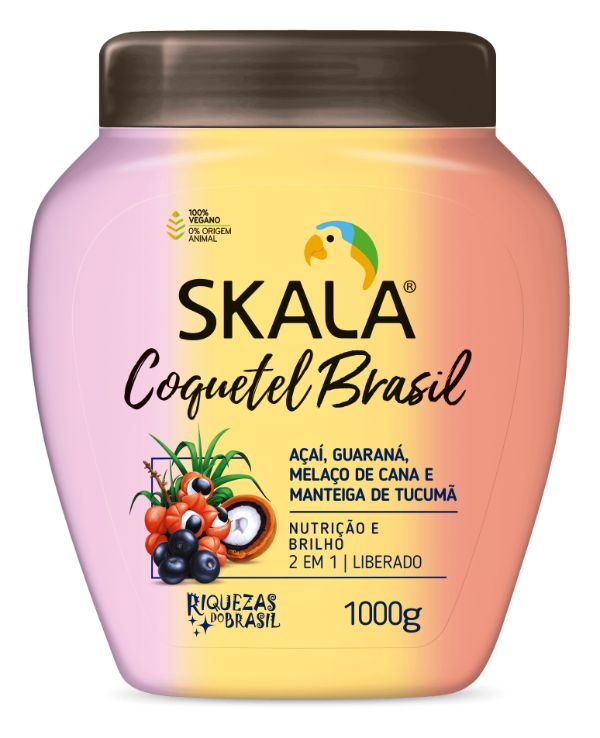 100%
VEGANO
0% ORIGEM
ANIMAL
SKALA®
Coquetel Brasil
AÇAÍ, GUARANÁ,
MELAÇO DE CANA E
MANTEIGA DE TUCUMÃ
NUTRIÇÃO E
BRILHO
2 EM 1 | LIBERADO
RIQUEZAS
DO BRASIL
1000g